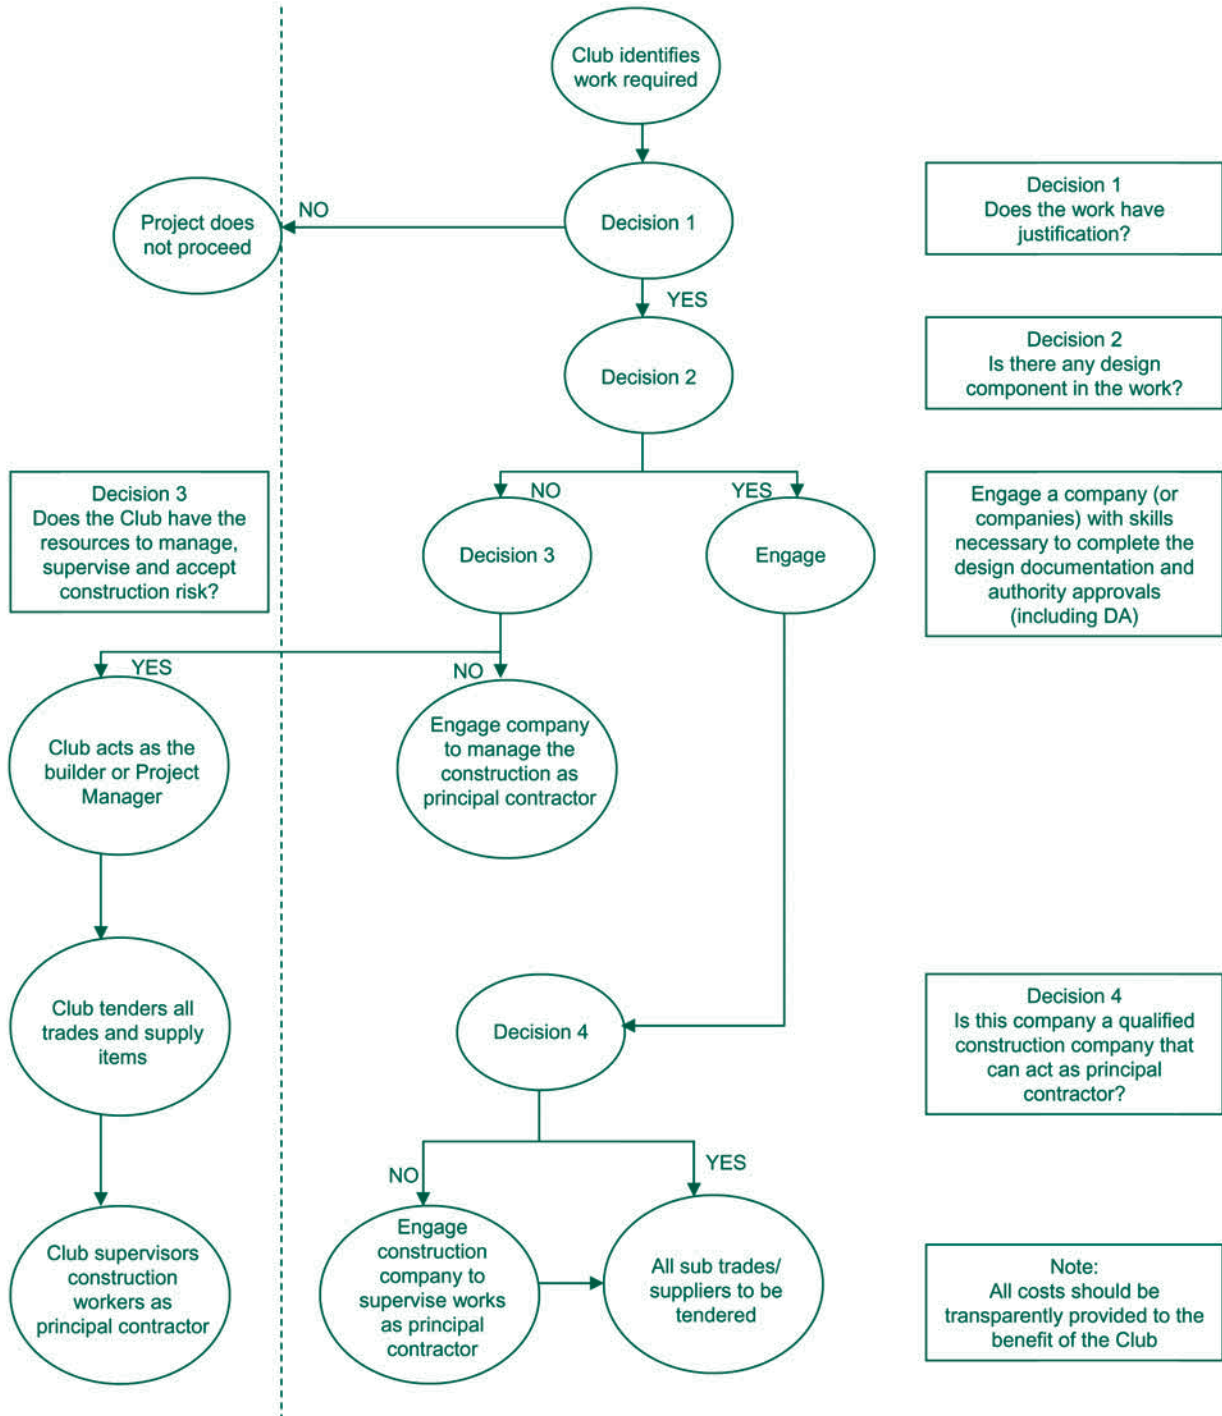 Club identifies
work required
Decision 1
Does the work have
justification?
NO
Project does
not proceed
Decision 1
YES
Decision 2
Is there any design
component in the work?
Decision 2
Decision 3
Does the Club have the
resources to manage,
supervise and accept
construction risk?
NO
YES
Decision 3
Engage
Engage a company (or
companies) with skills
necessary to complete the
design documentation and
authority approvals
(including DA)
YES
NO
Club acts as the
builder or Project
Manager
Engage company
to manage the
construction as
principal contractor
Club tenders all
trades and supply
items
Decision 4
Decision 4
Is this company a qualified
construction company that
can act as principal
contractor?
NO
YES
Club supervisors
construction
workers as
principal contractor
Engage
construction
company to
supervise works
as principal
contractor
All sub trades/
suppliers to be
tendered
Note:
All costs should be
transparently provided to the
benefit of the Club